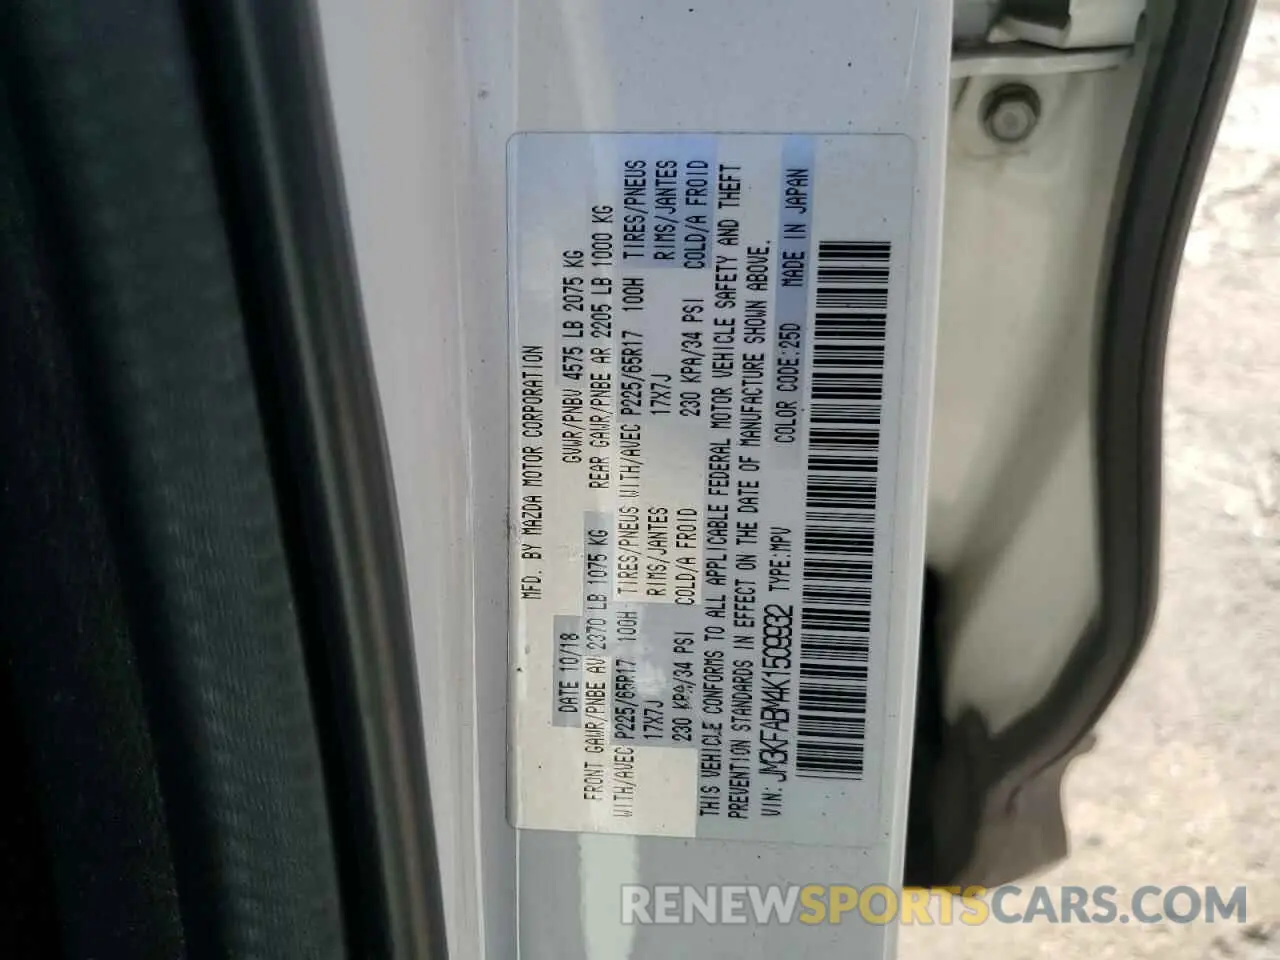 MFD. BY MAZDA MOTOR CORPORATION
DATE 10/18 GVWR/PNBV 4575 LB 2075 KG
FRONT GAWR/PNBE AV 2370 LB 1075 KG REAR GAWR/PNBE AR 2205 LB 1000 KG
WITH/AVEC P225/65R17 100H TIRES/PNEUS WITH/AVEC P225/65R17 100H TIRES/PNEUS
17X7J RIMS/JANTES 17X7J RIMS/JANTES
230 KPA/34 PSI COLD/A FROID 230 KPA/34 PSI COLD/A FROID
THIS VEHICLE CONFORMS TO ALL APPLICABLE FEDERAL MOTOR VEHICLE SAFETY AND THEFT
PREVENTION STANDARDS IN EFFECT ON THE DATE OF MANUFACTURE SHOWN ABOVE.
VIN: JM3KFABM4K1509932 TYPE:MPV COLOR CODE:25D MADE IN JAPAN
RENEWSPORTSCARS.COM